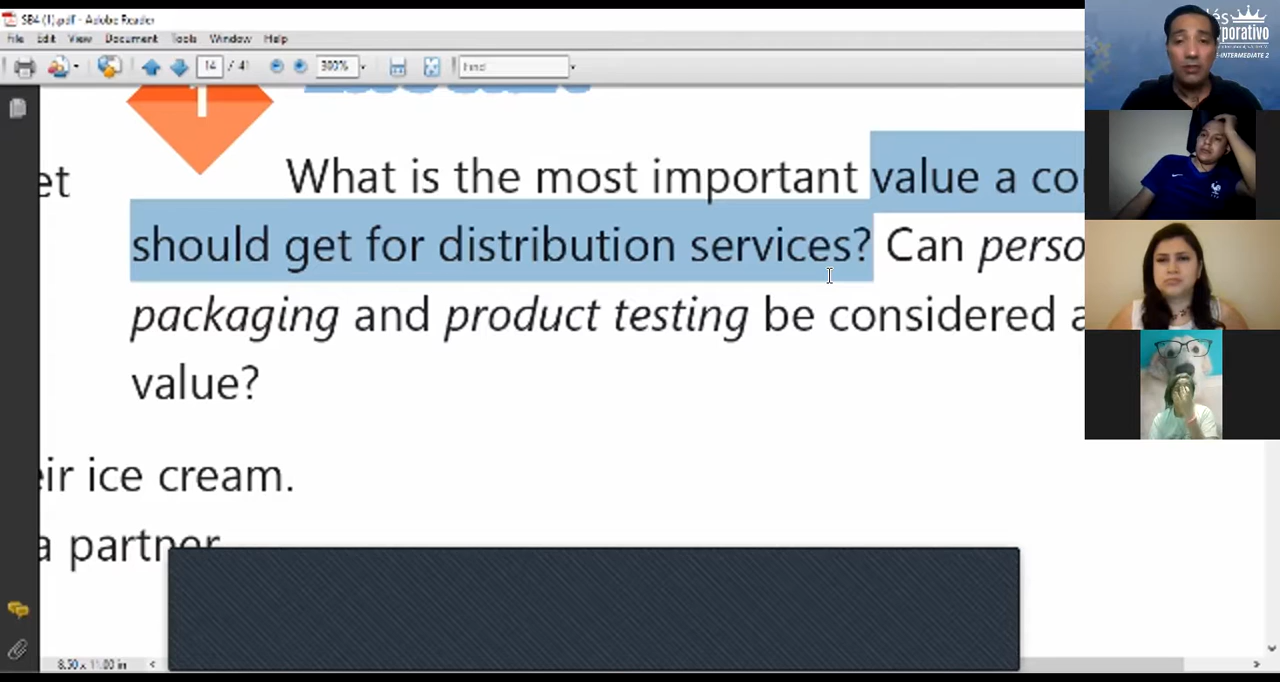 SB4 (1).pdf - Adobe Reader
File Edit View Document Tools Window Help
14 / 41 300% Find
What is the most important value a co
should get for distribution services? Can perso
packaging and product testing be considered a
value?
et
eir ice cream.
a partner
8.50 x 11.00 in
és
porativo
E-INTERMEDIATE 2